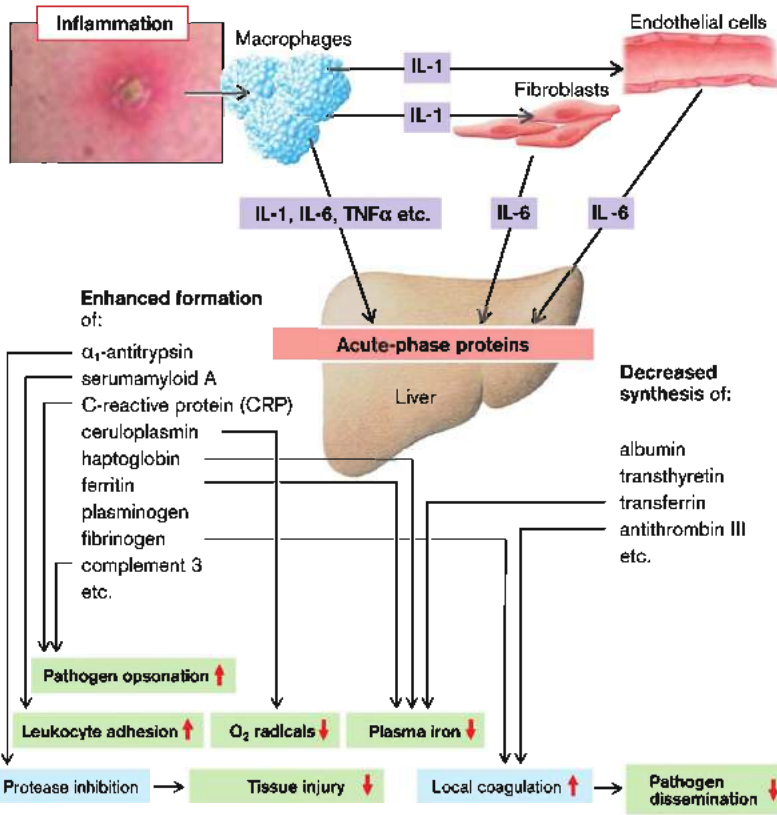 Inflammation
Macrophages
Endothelial cells
IL-1
Fibroblasts
IL-1
IL-1, IL-6, TNFα etc.
IL-6
IL-6
Enhanced formation
of:
Acute-phase proteins
Liver
α₁-antitrypsin
serumamyloid A
C-reactive protein (CRP)
ceruloplasmin
haptoglobin
ferritin
plasminogen
fibrinogen
complement 3
etc.
Decreased
synthesis of:
albumin
transthyretin
transferrin
antithrombin III
etc.
Pathogen opsonation
Leukocyte adhesion
O₂ radicals
Plasma iron
Protease inhibition
Tissue injury
Local coagulation
Pathogen
dissemination